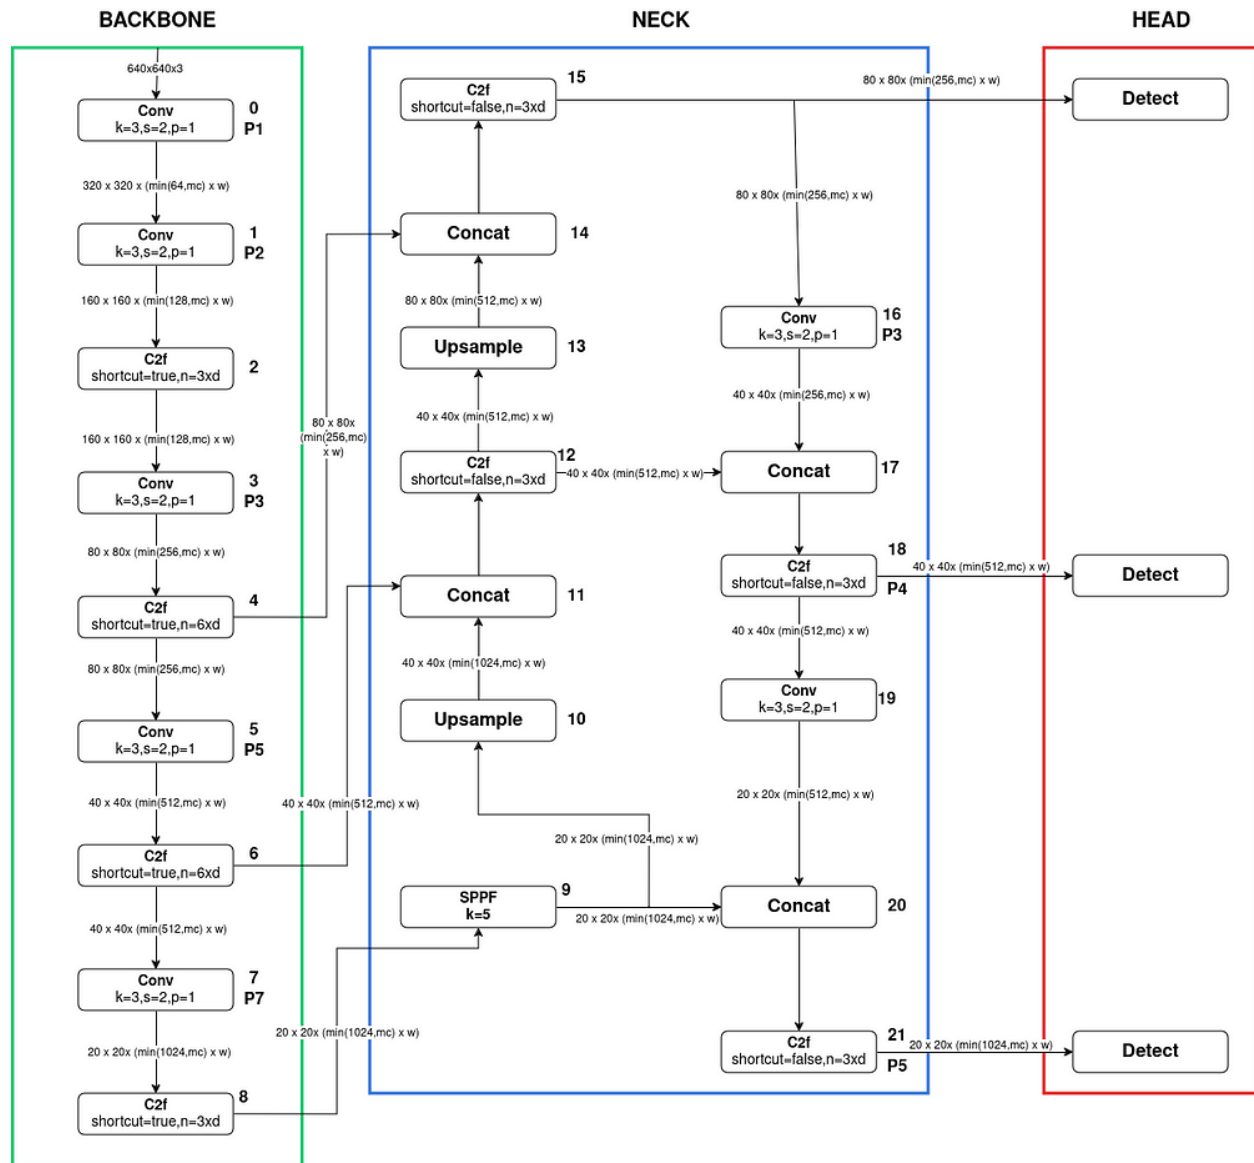 BACKBONE
640x640x3
Conv
k=3,s=2,p=1
0
P1
320 x 320 x (min(64,mc) x w)
Conv
k=3,s=2,p=1
1
P2
160 x 160 x (min(128,mc) x w)
C2f
shortcut=true,n=3xd
2
160 x 160 x (min(128,mc) x w)
Conv
k=3,s=2,p=1
3
P3
80 x 80x (min(256,mc) x w)
C2f
shortcut=true,n=6xd
4
80 x 80x (min(256,mc) x w)
Conv
k=3,s=2,p=1
5
P5
40 x 40x (min(512,mc) x w)
C2f
shortcut=true,n=6xd
6
40 x 40x (min(512,mc) x w)
Conv
k=3,s=2,p=1
7
P7
20 x 20x (min(1024,mc) x w)
C2f
shortcut=true,n=3xd
8
80 x 80x
(min(256,mc)
x w)
40 x 40x (min(512,mc) x w)
20 x 20x (min(1024,mc) x w)
NECK
C2f
shortcut=false,n=3xd
15
Concat
14
80 x 80x (min(512,mc) x w)
Upsample
13
40 x 40x (min(512,mc) x w)
C2f
shortcut=false,n=3xd
12
40 x 40x (min(512,mc) x w)
Concat
11
40 x 40x (min(1024,mc) x w)
Upsample
10
20 x 20x (min(1024,mc) x w)
SPPF
k=5
9
20 x 20x (min(1024,mc) x w)
80 x 80x (min(256,mc) x w)
80 x 80x (min(256,mc) x w)
Conv
k=3,s=2,p=1
16
P3
40 x 40x (min(256,mc) x w)
Concat
17
C2f
shortcut=false,n=3xd
18
P4
40 x 40x (min(512,mc) x w)
40 x 40x (min(512,mc) x w)
Conv
k=3,s=2,p=1
19
20 x 20x (min(512,mc) x w)
Concat
20
C2f
shortcut=false,n=3xd
21
P5
20 x 20x (min(1024,mc) x w)
HEAD
Detect
Detect
Detect